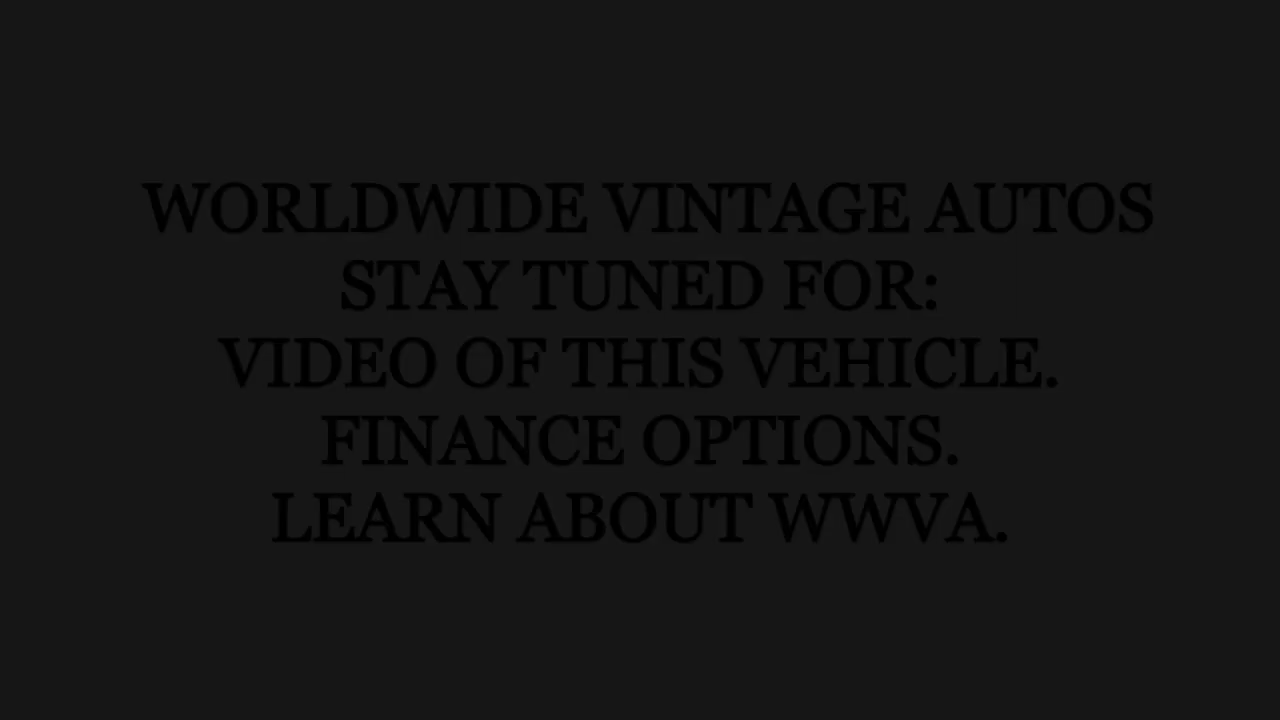 WORLDWIDE VINTAGE AUTOS
STAY TUNED FOR:
VIDEO OF THIS VEHICLE.
FINANCE OPTIONS.
LEARN ABOUT WWVA.